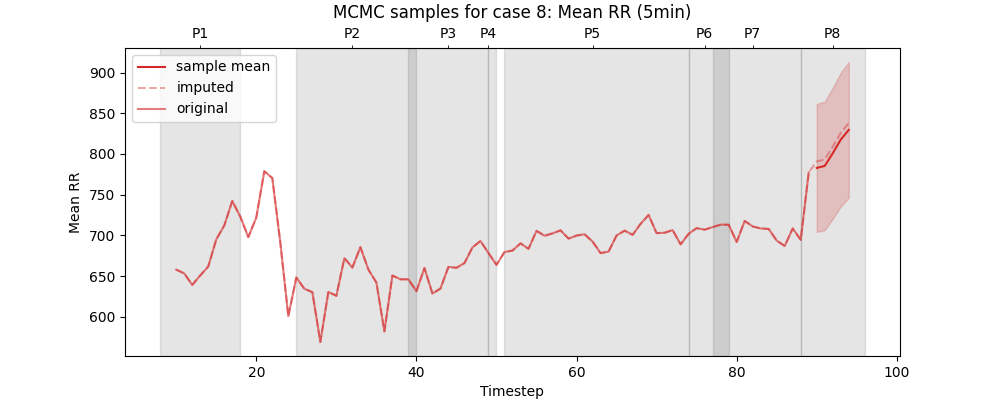 MCMC samples for case 8: Mean RR (5min)
P1 P2 P3 P4 P5 P6 P7 P8
sample mean
imputed
original
900
850
800
750
700
650
600
Mean RR
20 40 60 80 100
Timestep